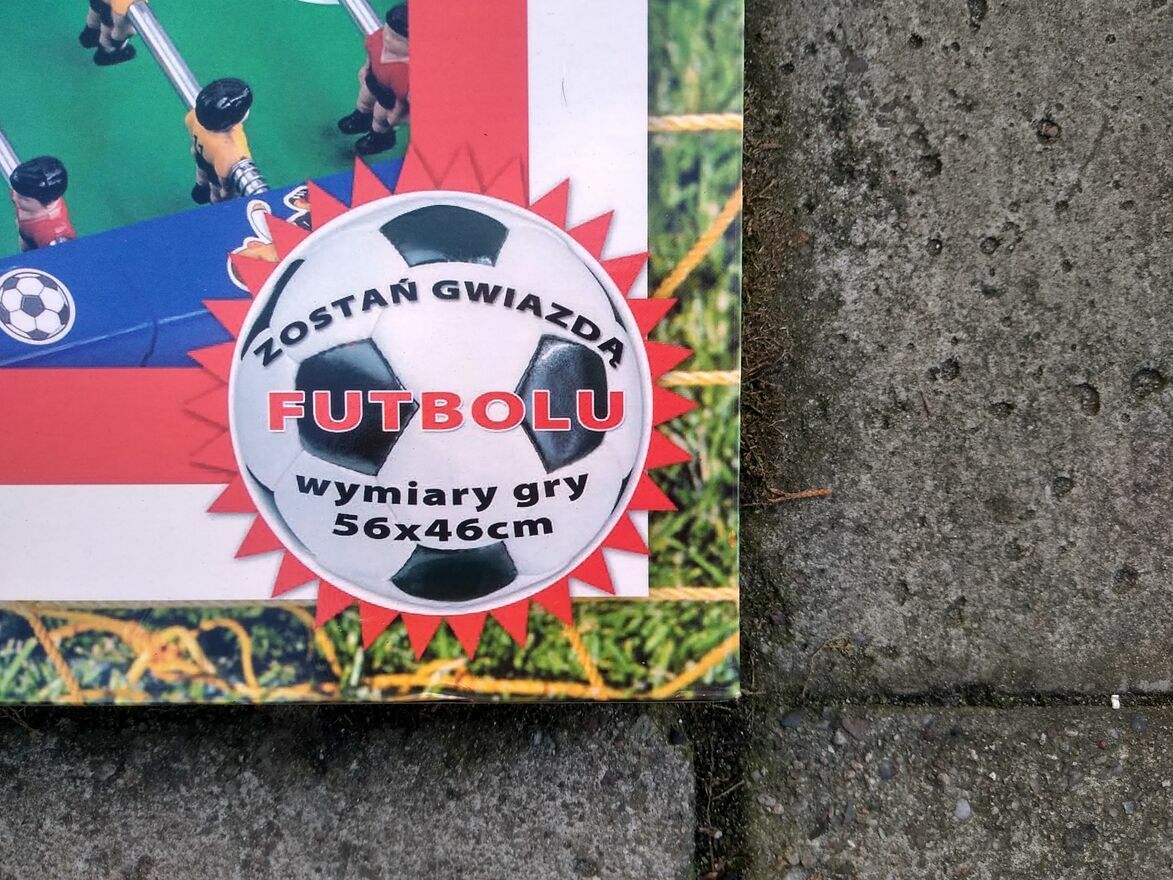 ZOSTAŃ GWIAZDĄ
FUTBOLU
wymiary gry
56x46cm